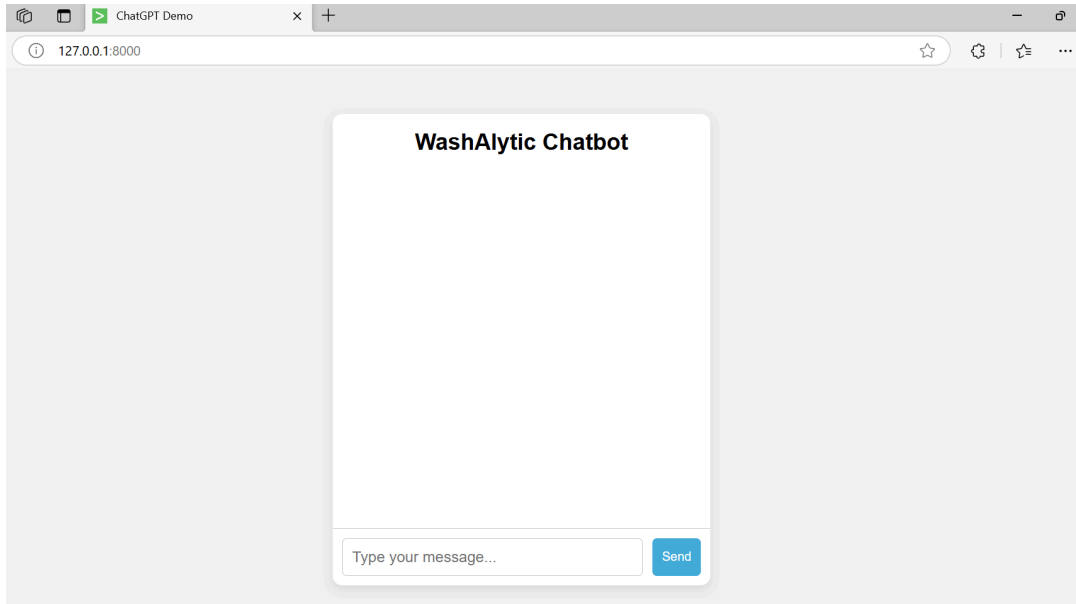 ChatGPT Demo
127.0.0.1:8000
WashAlytic Chatbot
Type your message...
Send